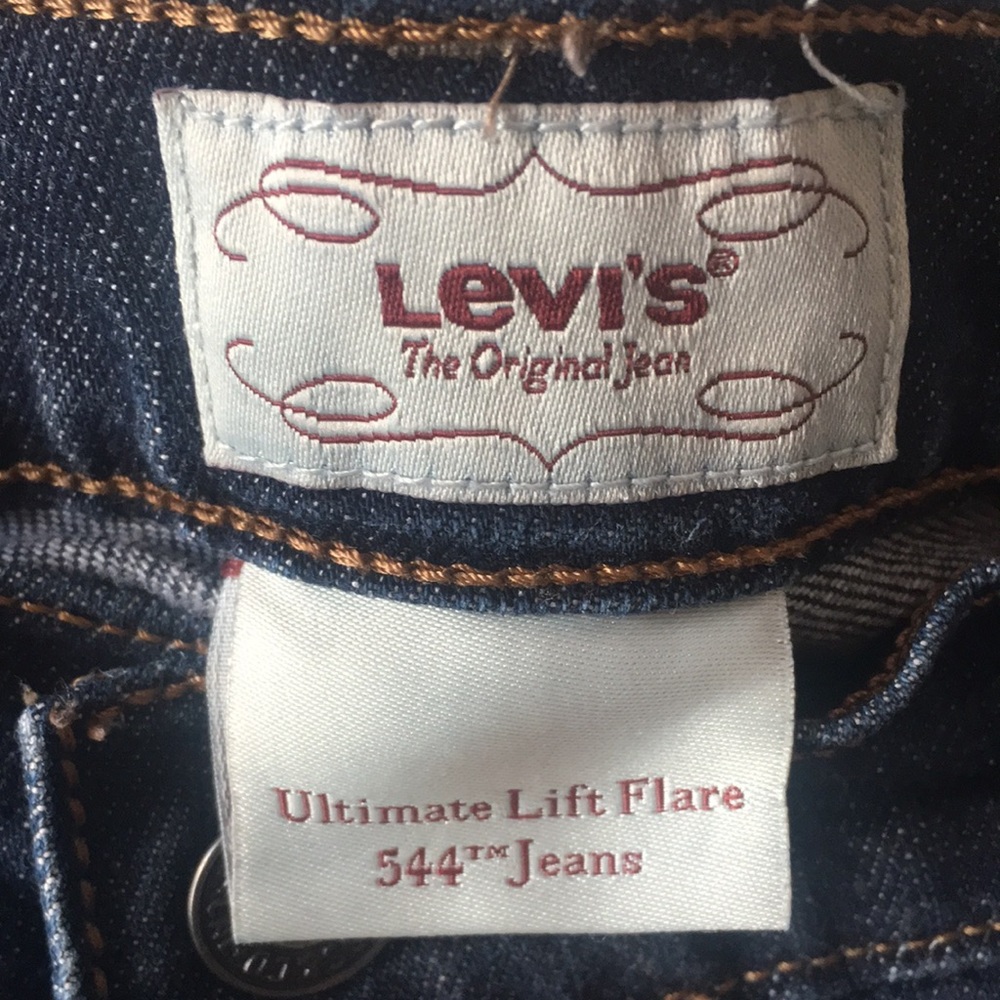 Levi's®
The Original Jean
Ultimate Lift Flare
544™ Jeans